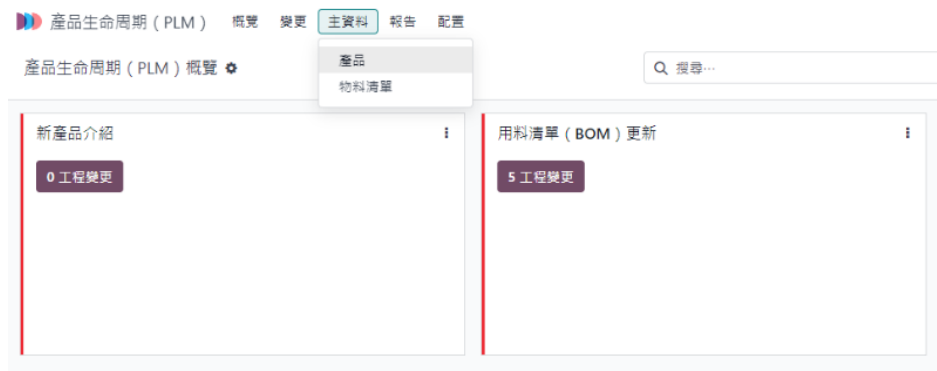 產品生命周期 ( PLM ) 概覽 變更 主資料 報告 配置
產品
物料清單
產品生命周期 ( PLM ) 概覽
搜尋…
新產品介紹
0 工程變更
用料清單 ( BOM ) 更新
5 工程變更